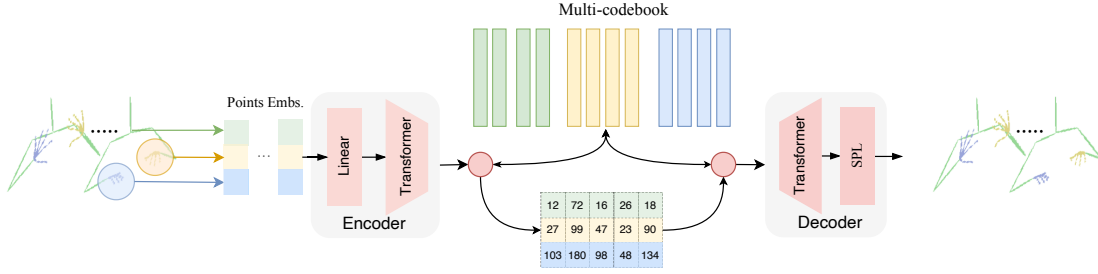 Multi-codebook
Points Embs.
.....
...
Linear
Transformer
Encoder
12 72 16 26 18
27 99 47 23 90
103 180 98 48 134
Transformer
SPL
Decoder
.....